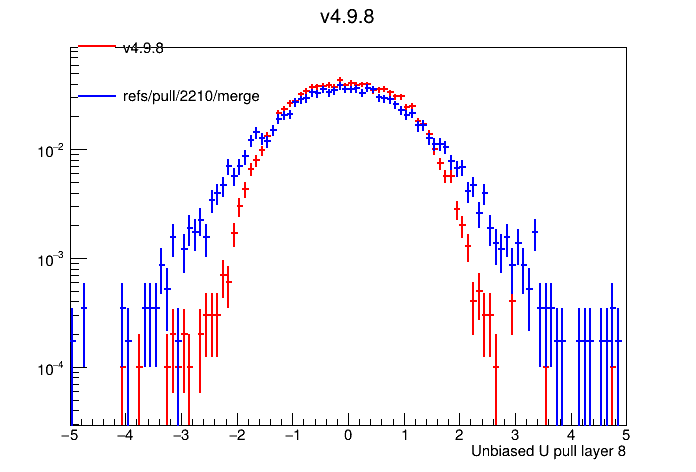 v4.9.8
v4.9.8
refs/pull/2210/merge
10−2
10−3
10−4
−5 −4 −3 −2 −1 0 1 2 3 4 5
Unbiased U pull layer 8